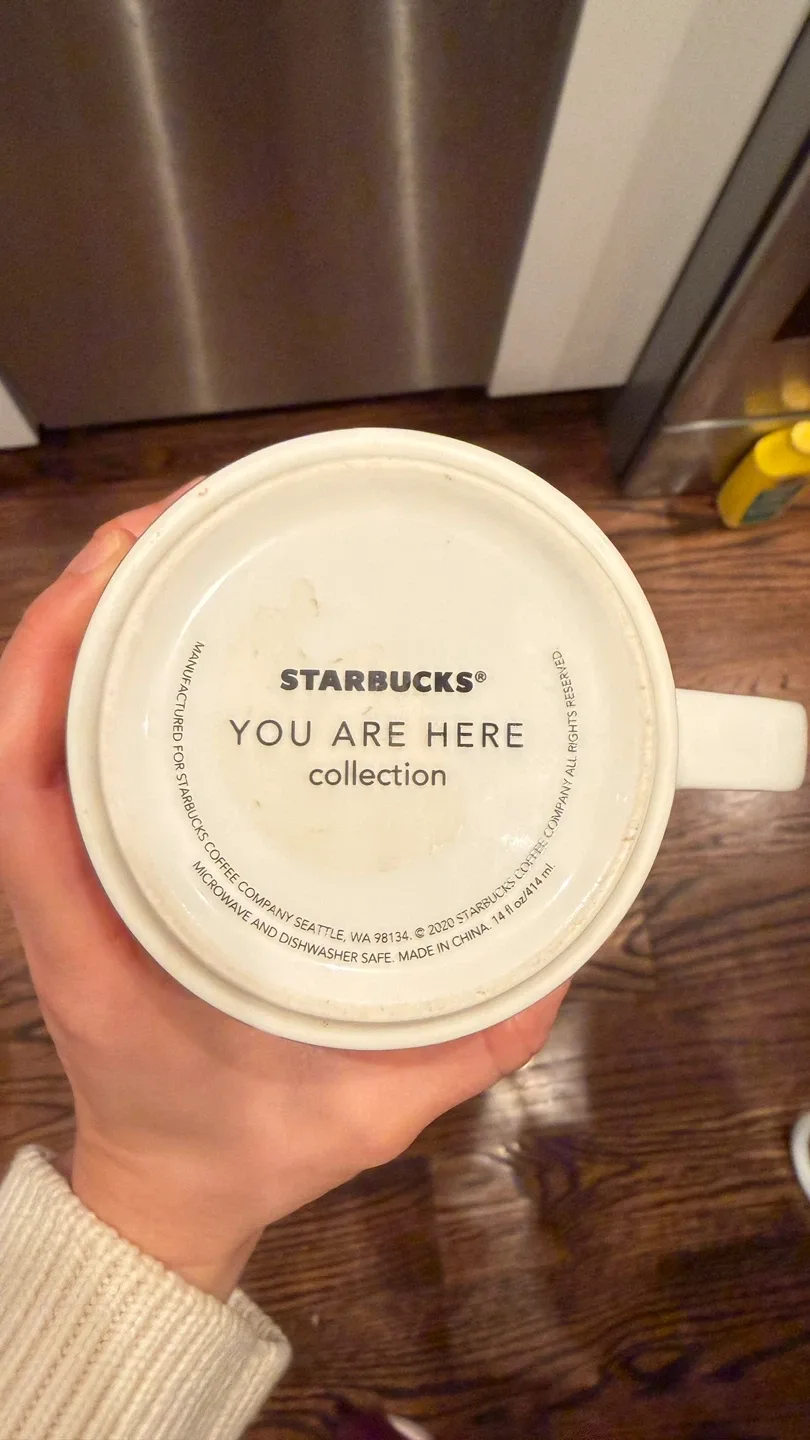 STARBUCKS®
YOU ARE HERE
collection
MANUFACTURED FOR STARBUCKS COFFEE COMPANY SEATTLE, WA 98134. © 2020 STARBUCKS COFFEE COMPANY ALL RIGHTS RESERVED.
MICROWAVE AND DISHWASHER SAFE. MADE IN CHINA. 14 fl oz/414 ml.